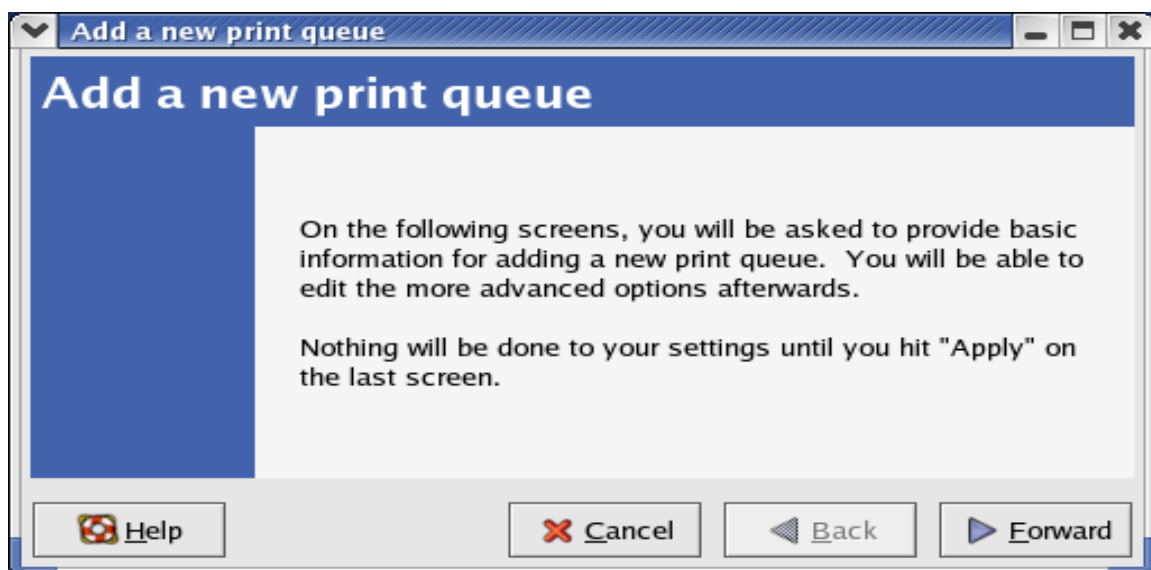 Add a new print queue
Add a new print queue
On the following screens, you will be asked to provide basic
information for adding a new print queue.  You will be able to
edit the more advanced options afterwards.
Nothing will be done to your settings until you hit "Apply" on
the last screen.
Help
Cancel
Back
Forward